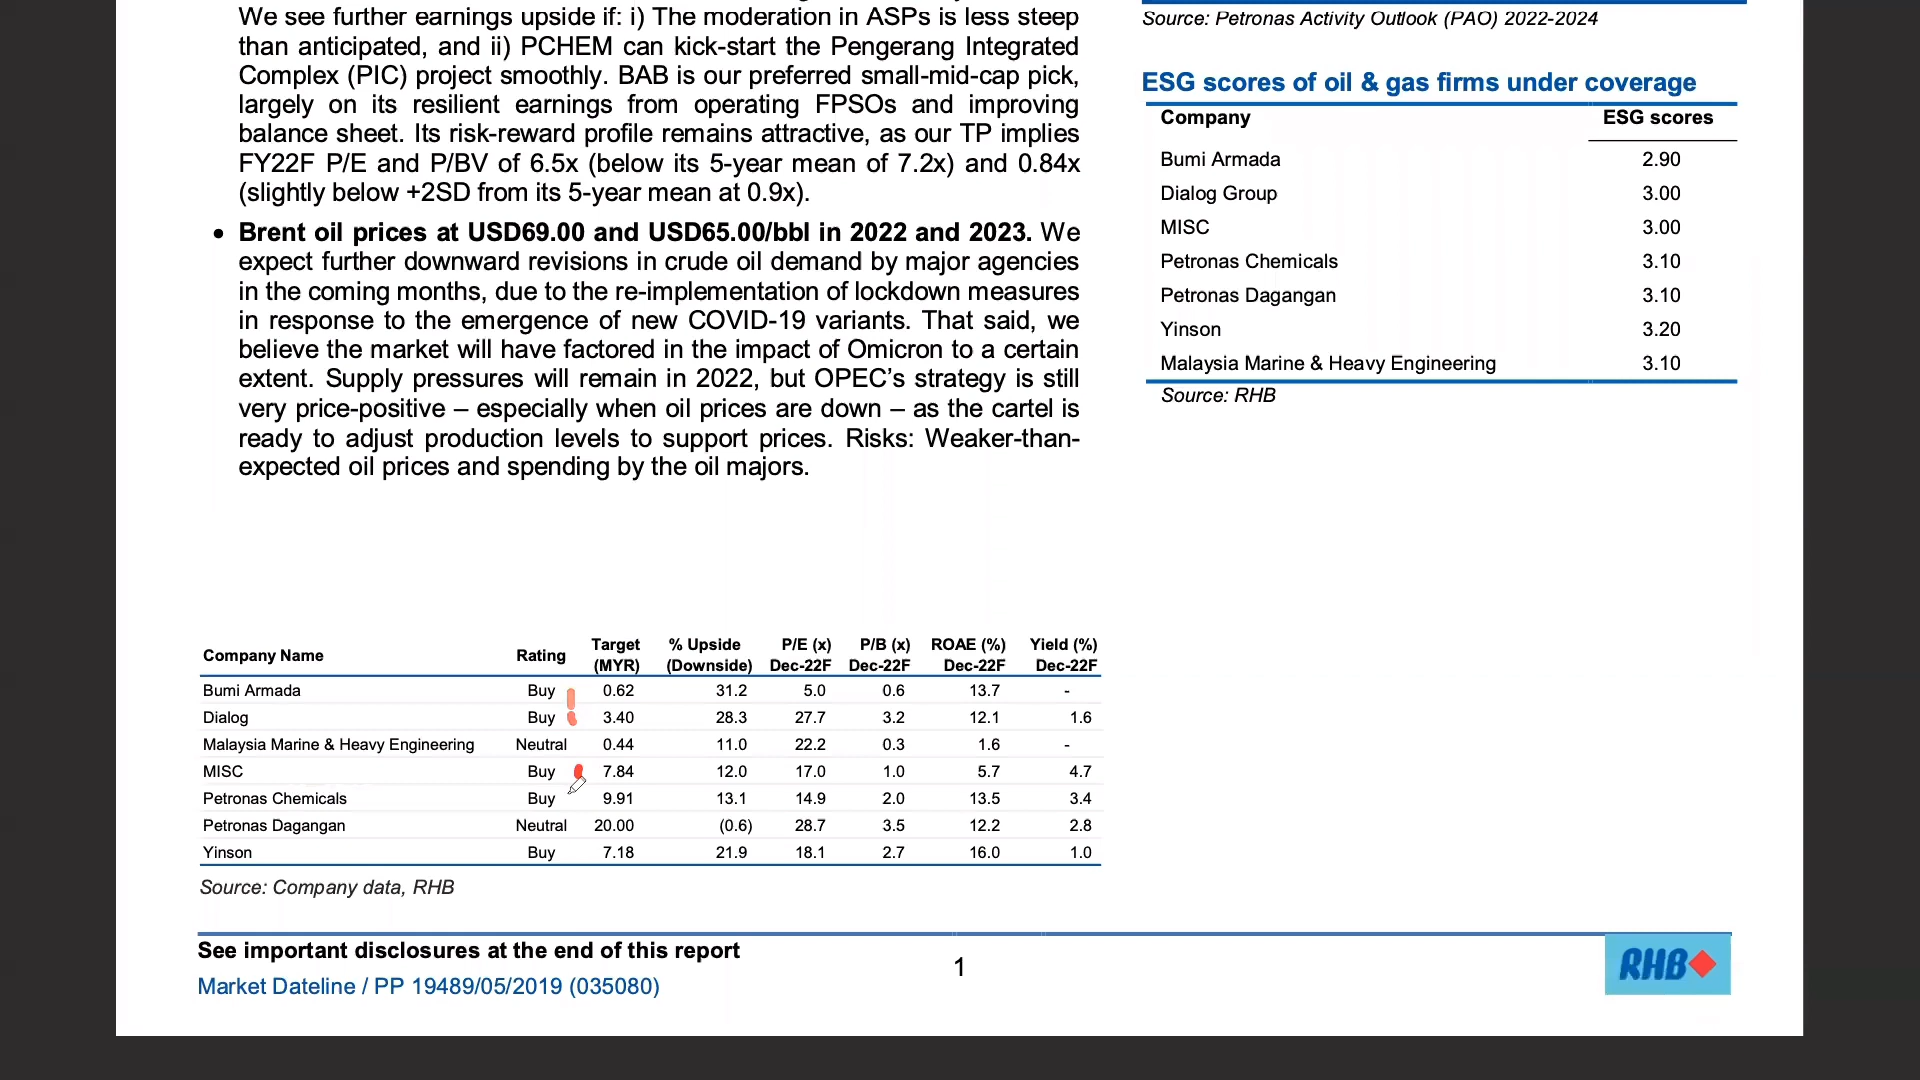 We see further earnings upside if: i) The moderation in ASPs is less steep
than anticipated, and ii) PCHEM can kick-start the Pengerang Integrated
Complex (PIC) project smoothly. BAB is our preferred small-mid-cap pick,
largely on its resilient earnings from operating FPSOs and improving
balance sheet. Its risk-reward profile remains attractive, as our TP implies
FY22F P/E and P/BV of 6.5x (below its 5-year mean of 7.2x) and 0.84x
(slightly below +2SD from its 5-year mean at 0.9x).
• Brent oil prices at USD69.00 and USD65.00/bbl in 2022 and 2023. We
expect further downward revisions in crude oil demand by major agencies
in the coming months, due to the re-implementation of lockdown measures
in response to the emergence of new COVID-19 variants. That said, we
believe the market will have factored in the impact of Omicron to a certain
extent. Supply pressures will remain in 2022, but OPEC’s strategy is still
very price-positive – especially when oil prices are down – as the cartel is
ready to adjust production levels to support prices. Risks: Weaker-than-
expected oil prices and spending by the oil majors.
Source: Petronas Activity Outlook (PAO) 2022-2024
ESG scores of oil & gas firms under coverage
Company ESG scores
Bumi Armada 2.90
Dialog Group 3.00
MISC 3.00
Petronas Chemicals 3.10
Petronas Dagangan 3.10
Yinson 3.20
Malaysia Marine & Heavy Engineering 3.10
Source: RHB
Company Name Rating Target (MYR) % Upside (Downside) P/E (x) Dec-22F P/B (x) Dec-22F ROAE (%) Dec-22F Yield (%) Dec-22F
Bumi Armada Buy 0.62 31.2 5.0 0.6 13.7 -
Dialog Buy 3.40 28.3 27.7 3.2 12.1 1.6
Malaysia Marine & Heavy Engineering Neutral 0.44 11.0 22.2 0.3 1.6 -
MISC Buy 7.84 12.0 17.0 1.0 5.7 4.7
Petronas Chemicals Buy 9.91 13.1 14.9 2.0 13.5 3.4
Petronas Dagangan Neutral 20.00 (0.6) 28.7 3.5 12.2 2.8
Yinson Buy 7.18 21.9 18.1 2.7 16.0 1.0
Source: Company data, RHB
See important disclosures at the end of this report
Market Dateline / PP 19489/05/2019 (035080)
1
RHB